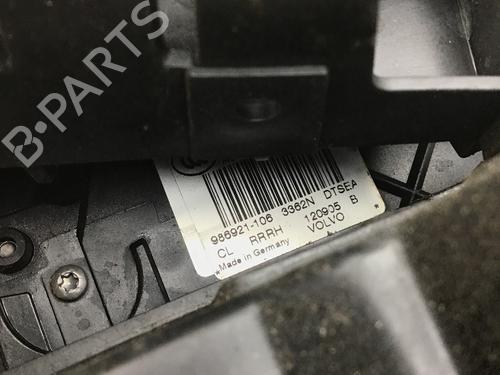 B-PARTS
986921-106 3362N DTSEA
CL RRRH 120905 B
Made in Germany VOLVO